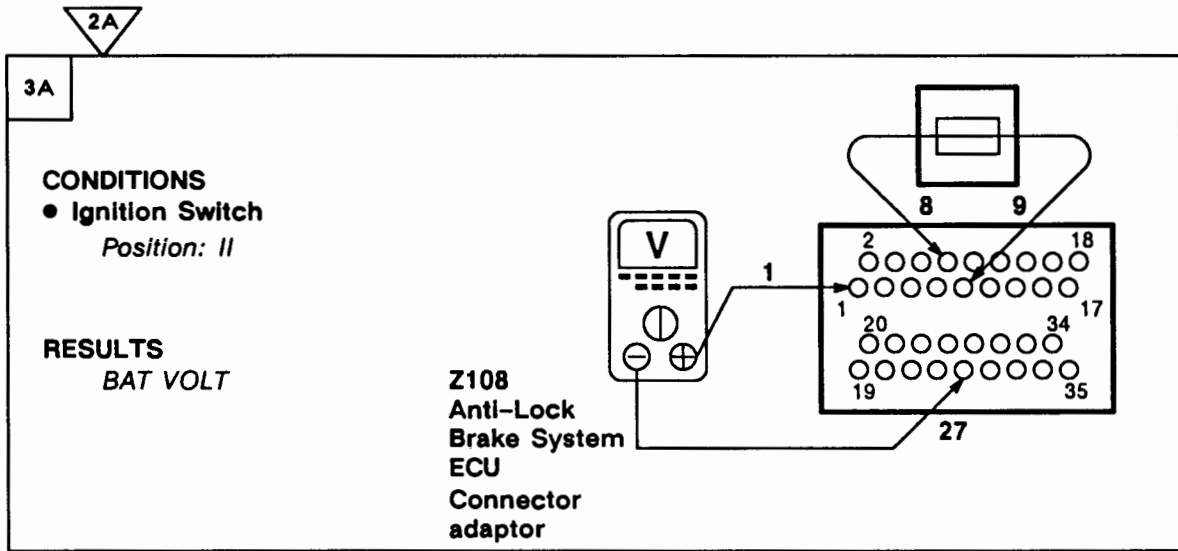 2A
3A
CONDITIONS
● Ignition Switch
Position: II
RESULTS
BAT VOLT
Z108
Anti-Lock
Brake System
ECU
Connector
adaptor
V
8 9
1
2 18
1 17
20 34
19 35
27